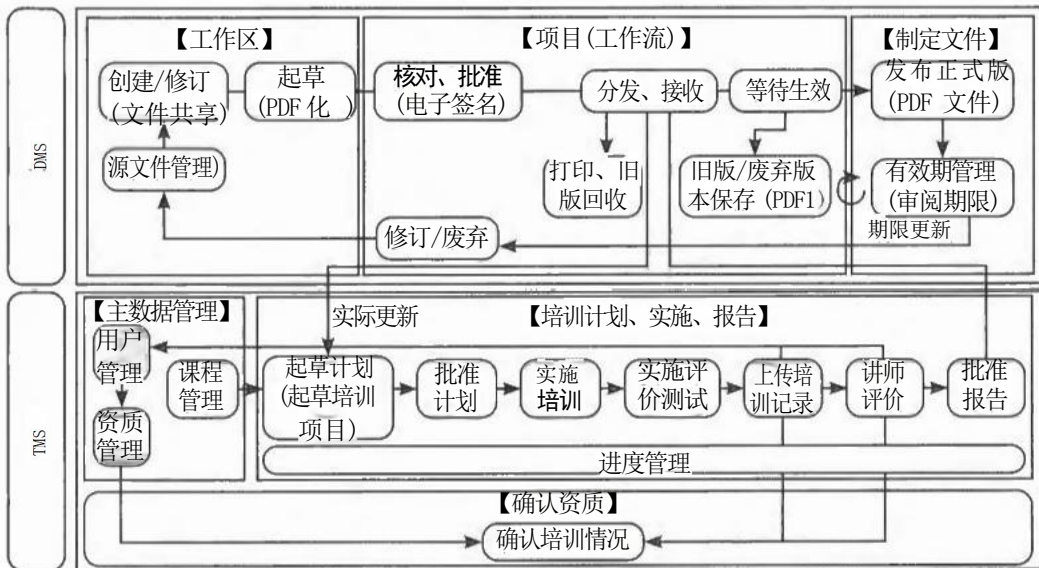 DMS
【工作区】
创建/修订
(文件共享)
起草
(PDF化 )
源文件管理)
【项目(工作流)】
核对、批准
(电子签名)
分发、接收
等待生效
打印、旧
版回收
旧版/废弃版
本保存 (PDF1)
修订/废弃
【制定文件】
发布正式版
(PDF 文件)
有效期管理
(审阅期限)
期限更新
TMS
【主数据管理】
用户
管理
课程
管理
资质
管理
实际更新
【培训计划、实施、报告】
起草计划
(起草培训
项目)
批准
计划
实施
培训
实施评
价测试
上传培
训记录
讲师
评价
批准
报告
进度管理
【确认资质】
确认培训情况